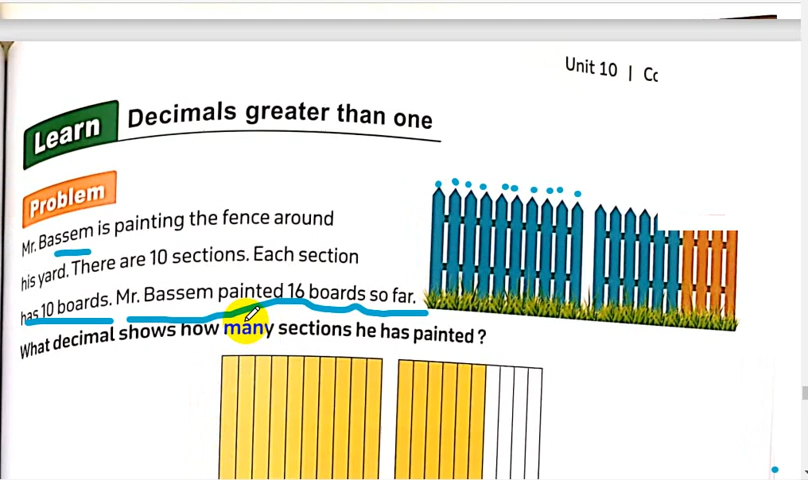 Unit 10 |
Learn Decimals greater than one
Problem
Mr. Bassem is painting the fence around
his yard. There are 10 sections. Each section
has 10 boards. Mr. Bassem painted 16 boards so far.
What decimal shows how many sections he has painted ?